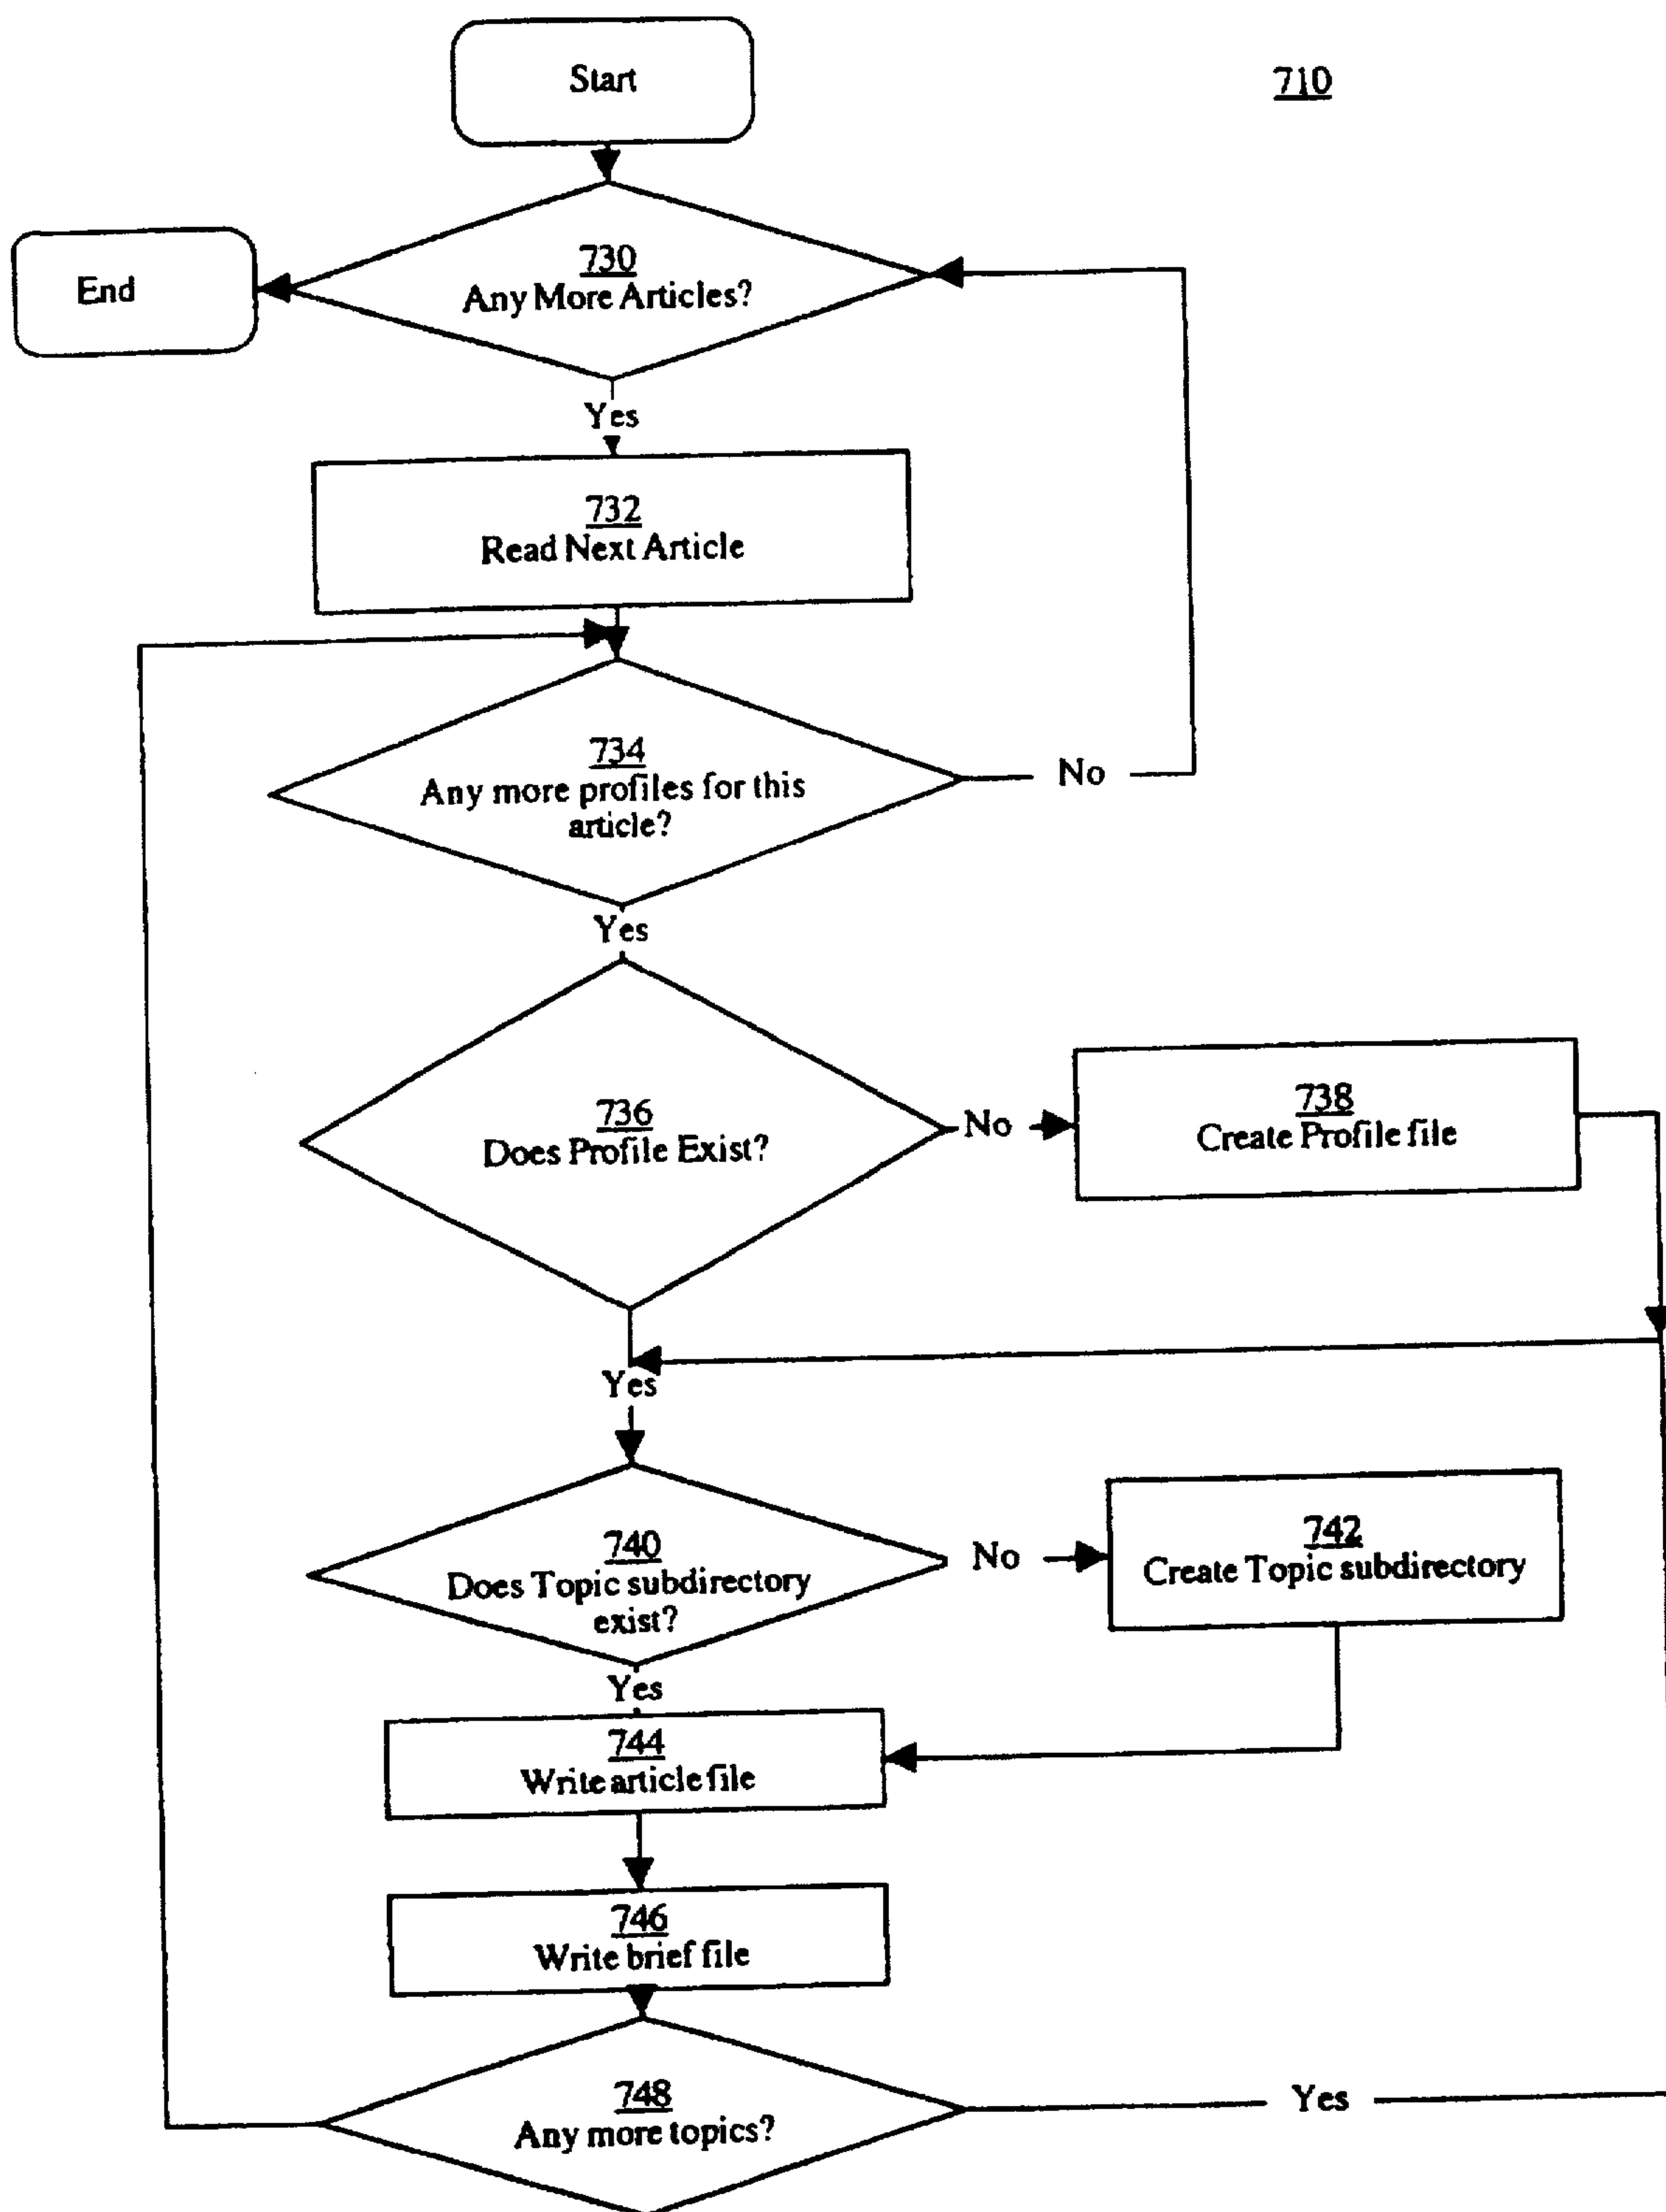 Start
710
End
730
Any More Articles?
Yes
732
Read Next Article
734
Any more profiles for this
article?
No
Yes
736
Does Profile Exist?
No
738
Create Profile file
Yes
740
Does Topic subdirectory
exist?
No
742
Create Topic subdirectory
Yes
744
Write article file
746
Write brief file
748
Any more topics?
Yes